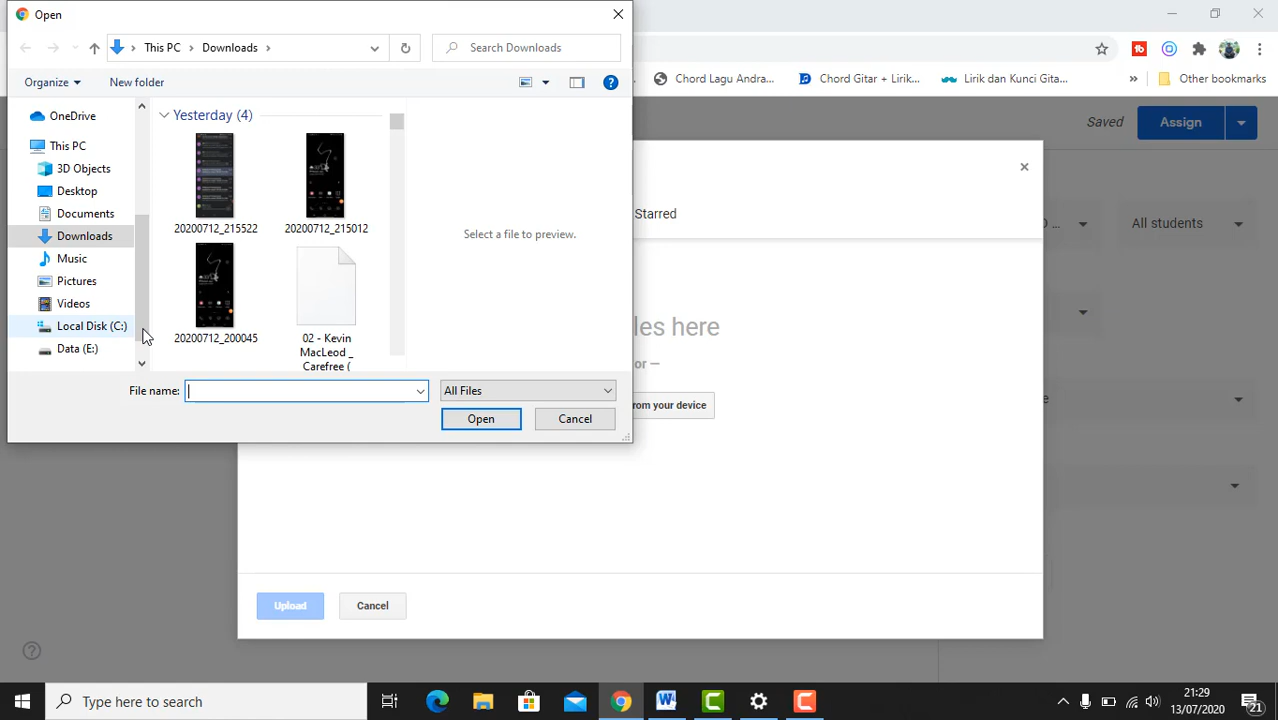 Open
This PC
Downloads
Search Downloads
Organize
New folder
Chord Lagu Andra...
Chord Gitar + Lirik...
Lirik dan Kunci Gita...
Other bookmarks
OneDrive
This PC
3D Objects
Desktop
Documents
Downloads
Music
Pictures
Videos
Local Disk (C:)
Data (E:)
Yesterday (4)
20200712_215522
20200712_215012
20200712_200045
02 - Kevin
MacLeod _
Carefree (
Select a file to preview.
File name:
All Files
Open
Cancel
Saved
Assign
Starred
All students
les here
or —
rom your device
Upload
Cancel
Type here to search
21:29
13/07/2020
21